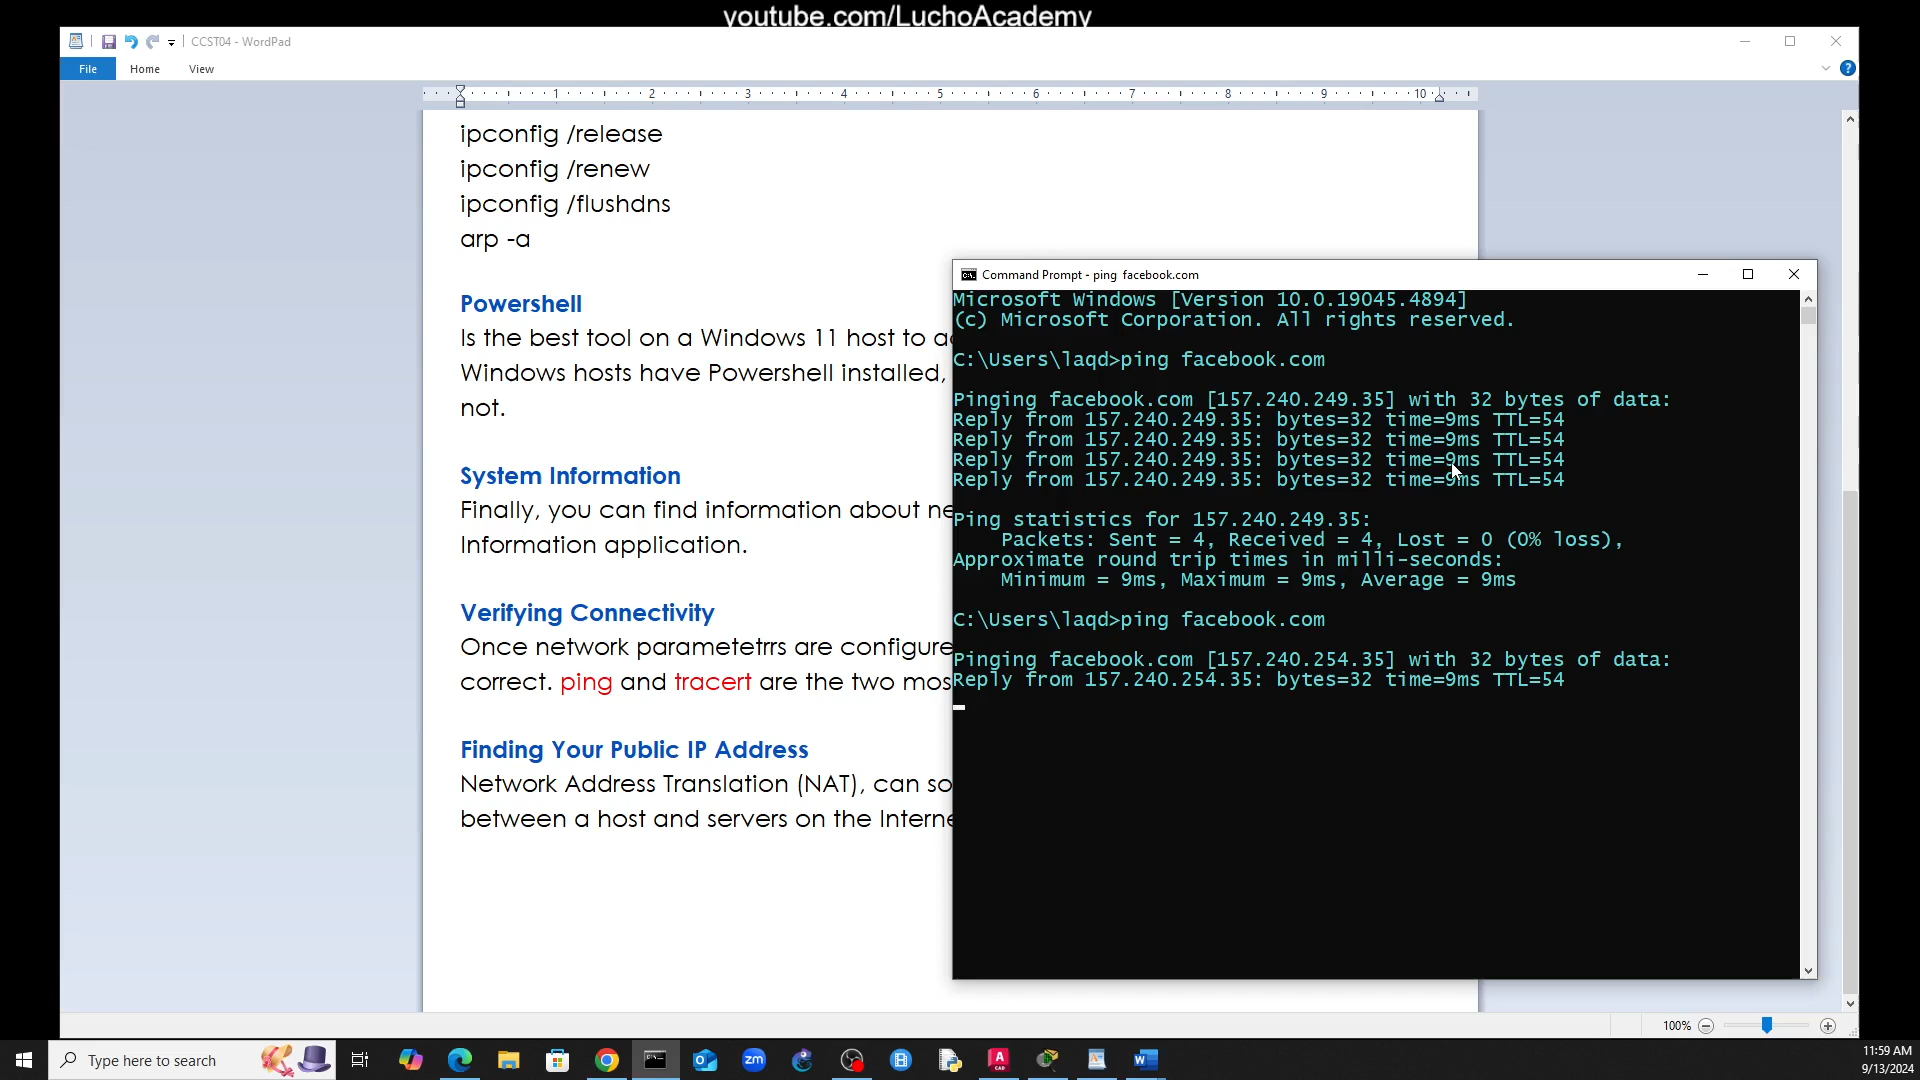 youtube.com/LuchoAcademy
CCST04 - WordPad
File Home View
1 2 3 4 5 6 7 8 9 10
ipconfig /release
ipconfig /renew
ipconfig /flushdns
arp -a
Powershell
Is the best tool on a Windows 11 host to a
Windows hosts have Powershell installed,
not.
System Information
Finally, you can find information about ne
Information application.
Verifying Connectivity
Once network parametetrrs are configure
correct. ping and tracert are the two mos
Finding Your Public IP Address
Network Address Translation (NAT), can so
between a host and servers on the Interne
Command Prompt - ping facebook.com
Microsoft Windows [Version 10.0.19045.4894]
(c) Microsoft Corporation. All rights reserved.
C:\Users\laqd>ping facebook.com
Pinging facebook.com [157.240.249.35] with 32 bytes of data:
Reply from 157.240.249.35: bytes=32 time=9ms TTL=54
Reply from 157.240.249.35: bytes=32 time=9ms TTL=54
Reply from 157.240.249.35: bytes=32 time=9ms TTL=54
Reply from 157.240.249.35: bytes=32 time=9ms TTL=54
Ping statistics for 157.240.249.35:
Packets: Sent = 4, Received = 4, Lost = 0 (0% loss),
Approximate round trip times in milli-seconds:
Minimum = 9ms, Maximum = 9ms, Average = 9ms
C:\Users\laqd>ping facebook.com
Pinging facebook.com [157.240.254.35] with 32 bytes of data:
Reply from 157.240.254.35: bytes=32 time=9ms TTL=54
100%
Type here to search
11:59 AM
9/13/2024